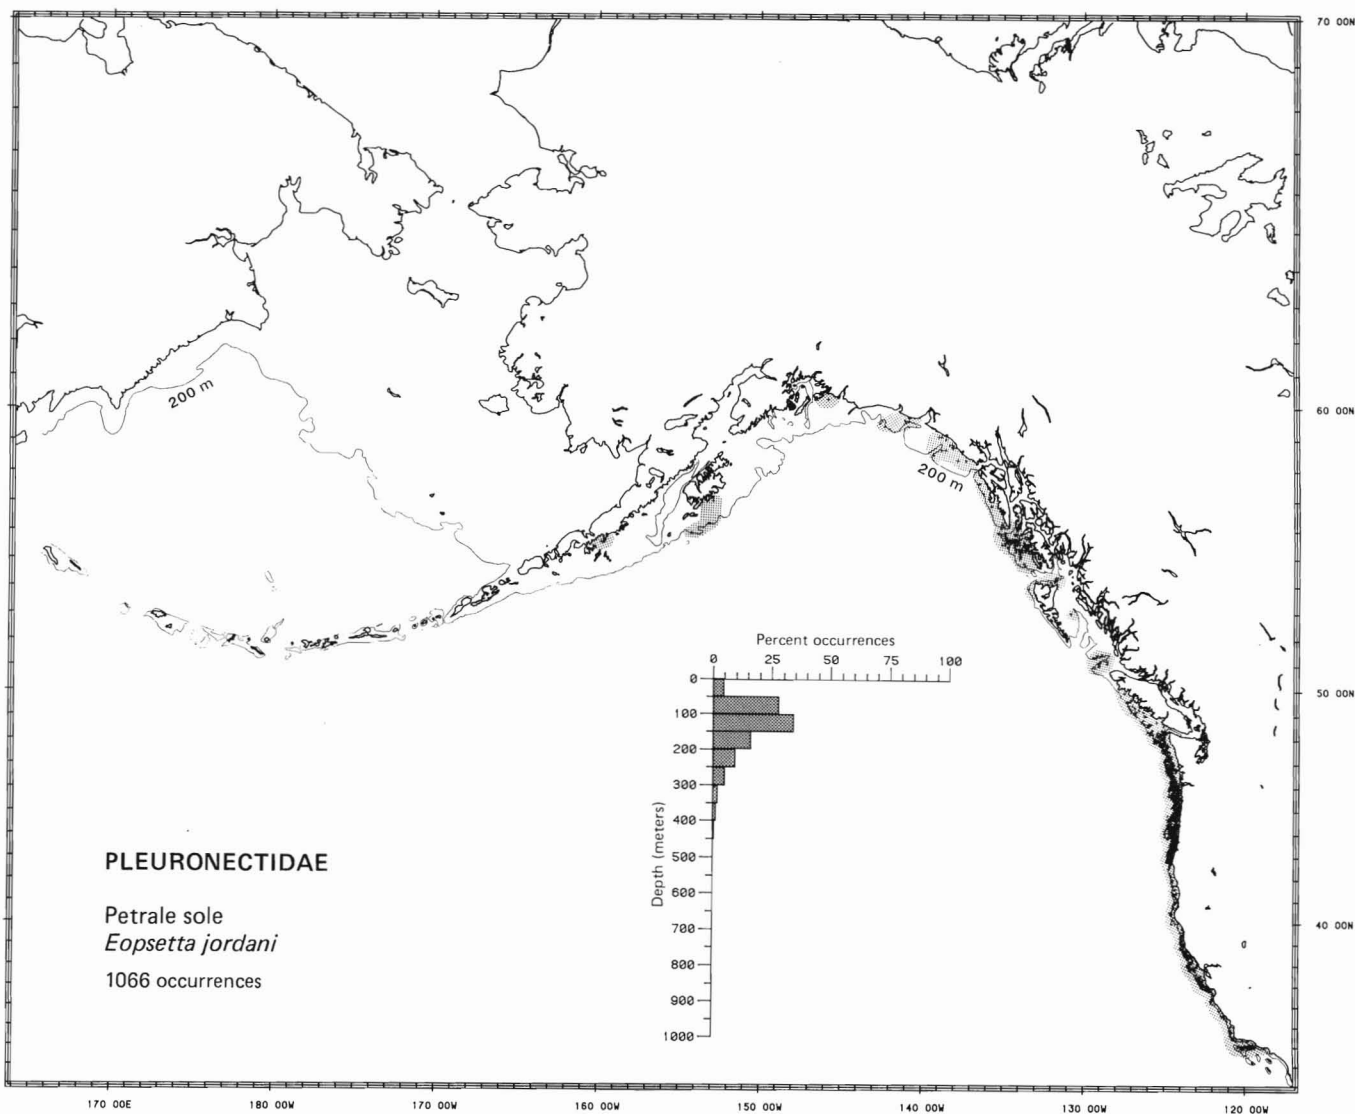 70 00N
200 m
60 00N
200 m
Percent occurrences
0 25 50 75 100
0
100
200
300
400
500
600
700
800
900
1000
Depth (meters)
50 00N
40 00N
PLEURONECTIDAE
Petrale sole
Eopsetta jordani
1066 occurrences
170 00E 180 00W 170 00W 160 00W 150 00W 140 00W 130 00W 120 00W